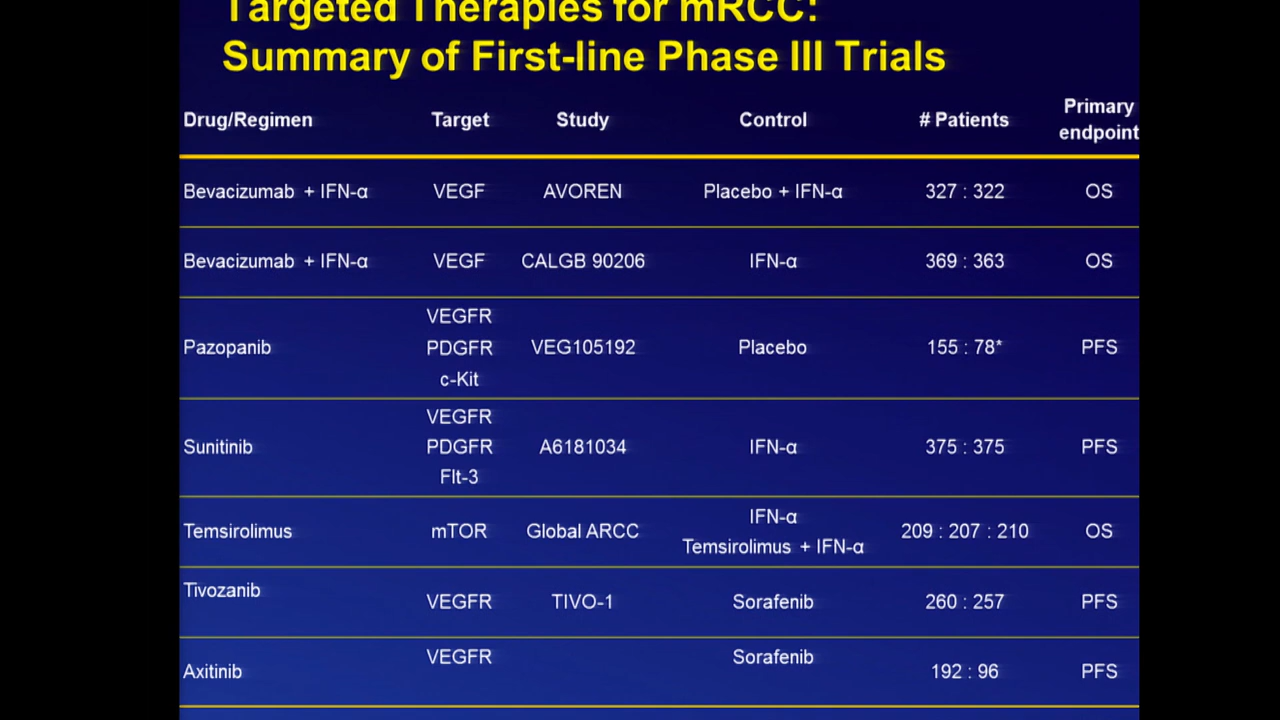 Targeted Therapies for mRCC:
Summary of First-line Phase III Trials
Drug/Regimen Target Study Control # Patients Primary endpoint
Bevacizumab + IFN-α VEGF AVOREN Placebo + IFN-α 327 : 322 OS
Bevacizumab + IFN-α VEGF CALGB 90206 IFN-α 369 : 363 OS
Pazopanib VEGFR PDGFR c-Kit VEG105192 Placebo 155 : 78* PFS
Sunitinib VEGFR PDGFR Flt-3 A6181034 IFN-α 375 : 375 PFS
Temsirolimus mTOR Global ARCC IFN-α Temsirolimus + IFN-α 209 : 207 : 210 OS
Tivozanib VEGFR TIVO-1 Sorafenib 260 : 257 PFS
Axitinib VEGFR Sorafenib 192 : 96 PFS